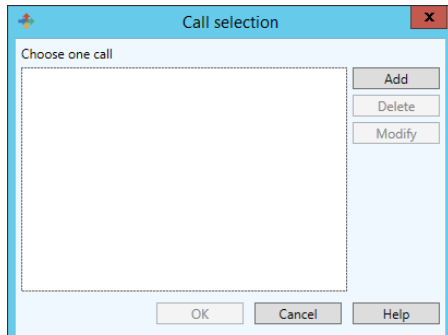 Call selection
x
Choose one call
Add
Delete
Modify
OK
Cancel
Help